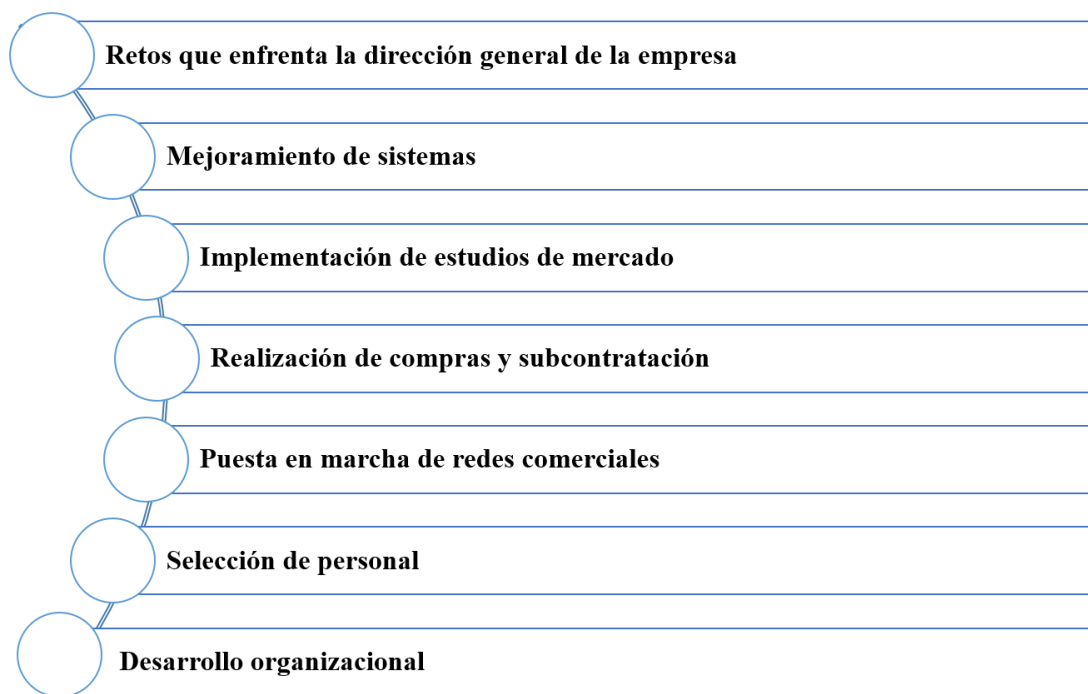 Retos que enfrenta la dirección general de la empresa
Mejoramiento de sistemas
Implementación de estudios de mercado
Realización de compras y subcontratación
Puesta en marcha de redes comerciales
Selección de personal
Desarrollo organizacional